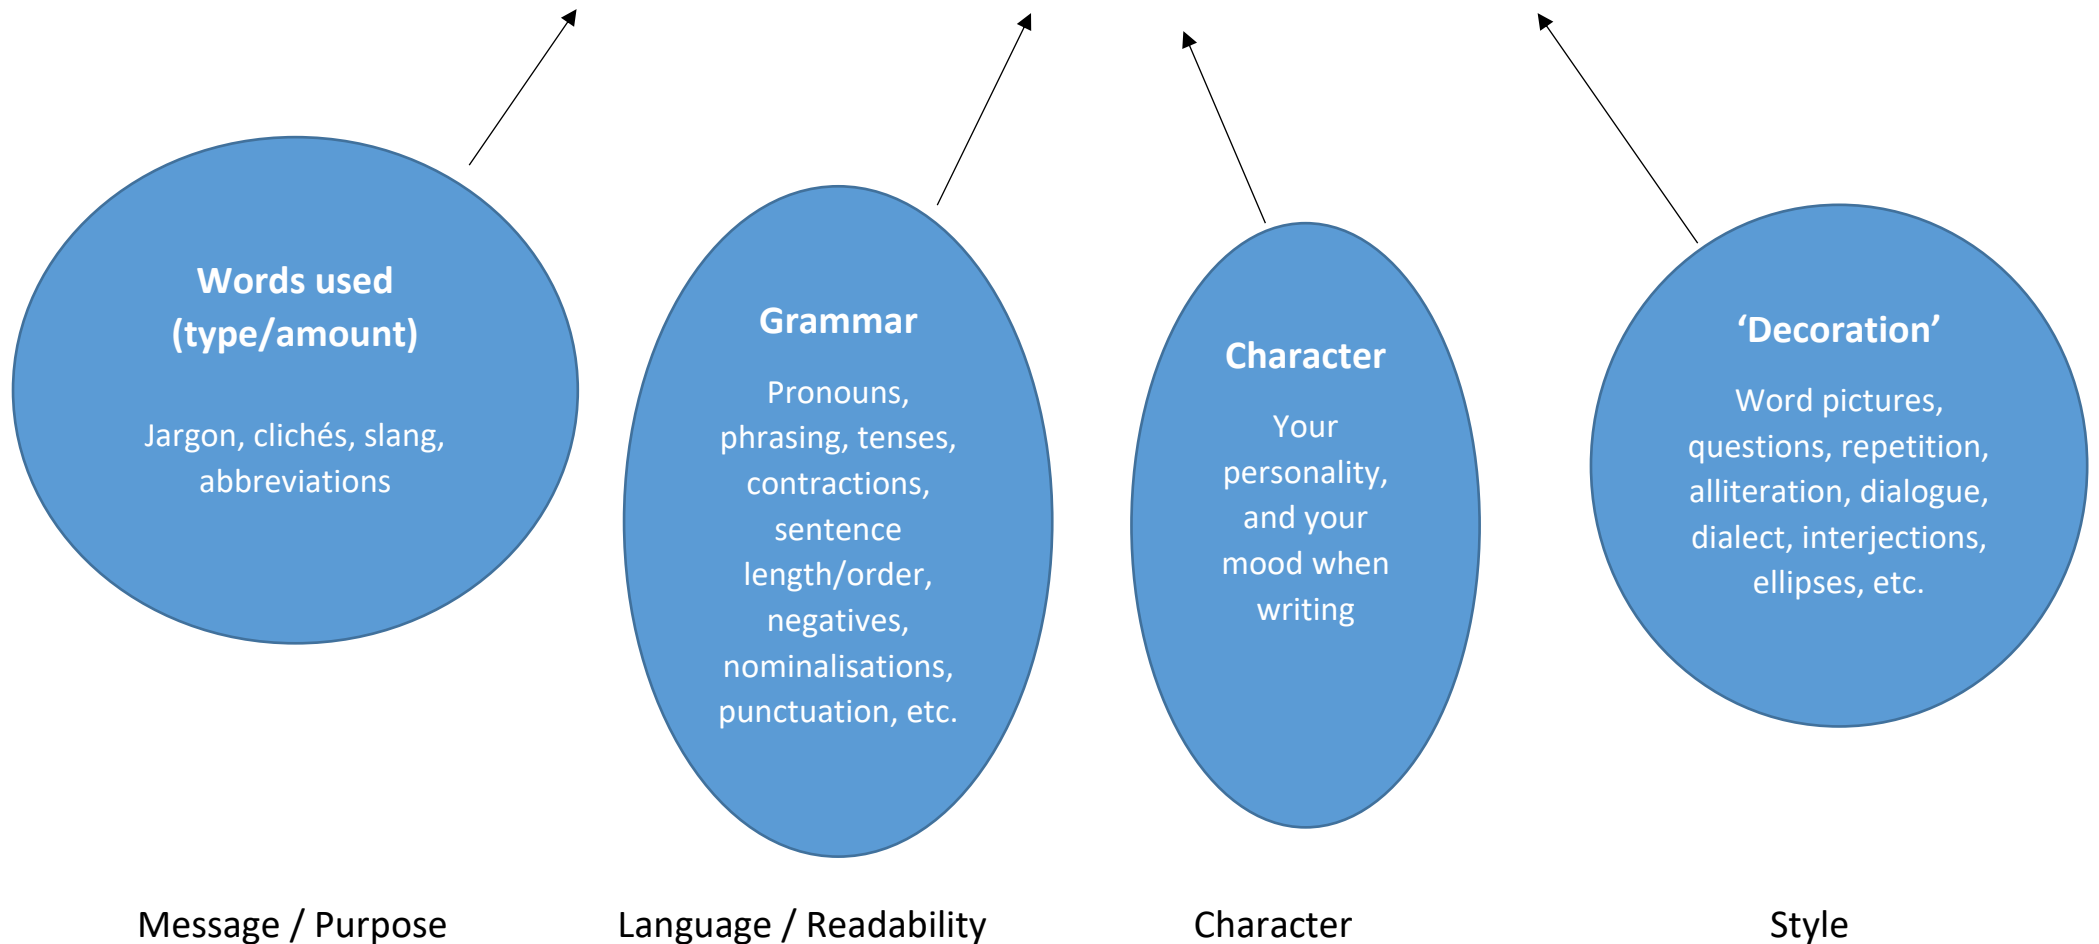 Words used
(type/amount)
Jargon, clichés, slang,
abbreviations
Grammar
Pronouns,
phrasing, tenses,
contractions,
sentence
length/order,
negatives,
nominalisations,
punctuation, etc.
Character
Your
personality,
and your
mood when
writing
‘Decoration’
Word pictures,
questions, repetition,
alliteration, dialogue,
dialect, interjections,
ellipses, etc.
Message / Purpose
Language / Readability
Character
Style